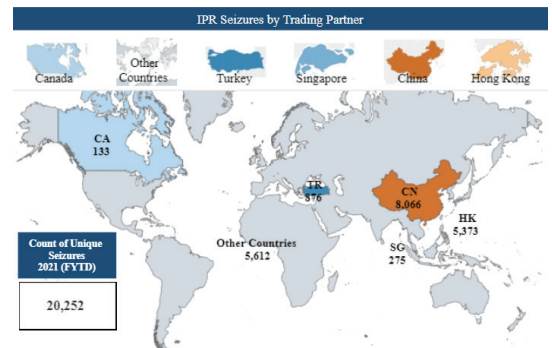 IPR Seizures by Trading Partner
Canada
Other
Countries
Turkey
Singapore
China
Hong Kong
CA
133
TR
876
CN
8,066
HK
5,373
SG
275
Other Countries
5,612
Count of Unique
Seizures
2021 (FYTD)
20,252